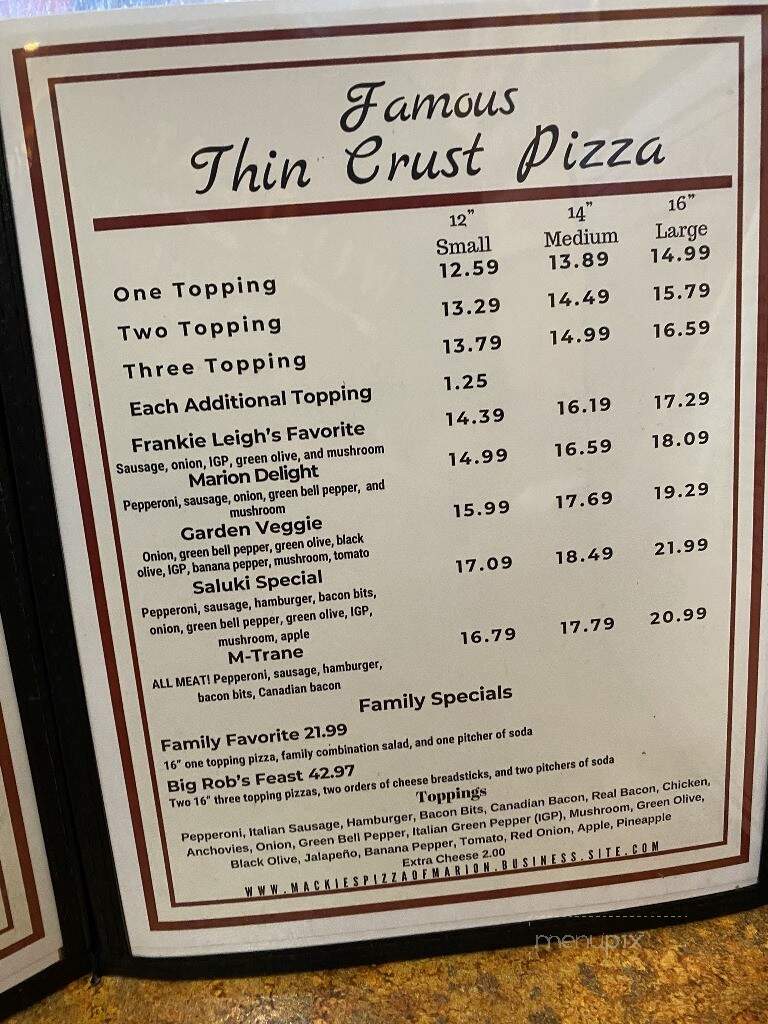 Famous
Thin Crust Pizza
12" 14" 16"
Small Medium Large
One Topping 12.59 13.89 14.99
Two Topping 13.29 14.49 15.79
Three Topping 13.79 14.99 16.59
Each Additional Topping 1.25
Frankie Leigh's Favorite 14.39 16.19 17.29
Sausage, onion, IGP, green olive, and mushroom
Marion Delight 14.99 16.59 18.09
Pepperoni, sausage, onion, green bell pepper, and
mushroom
Garden Veggie 15.99 17.69 19.29
Onion, green bell pepper, green olive, black
olive, IGP, banana pepper, mushroom, tomato
Saluki Special 17.09 18.49 21.99
Pepperoni, sausage, hamburger, bacon bits,
onion, green bell pepper, green olive, IGP,
mushroom, apple
M-Trane 16.79 17.79 20.99
ALL MEAT! Pepperoni, sausage, hamburger,
bacon bits, Canadian bacon
Family Specials
Family Favorite 21.99
16" one topping pizza, family combination salad, and one pitcher of soda
Big Rob's Feast 42.97
Two 16" three topping pizzas, two orders of cheese breadsticks, and two pitchers of soda
Toppings
Pepperoni, Italian Sausage, Hamburger, Bacon Bits, Canadian Bacon, Real Bacon, Chicken,
Anchovies, Onion, Green Bell Pepper, Italian Green Pepper (IGP), Mushroom, Green Olive,
Black Olive, Jalapeño, Banana Pepper, Tomato, Red Onion, Apple, Pineapple
Extra Cheese 2.00
WWW.MACKIESPIZZAOFMARION.BUSINESS.SITE.COM
menupix